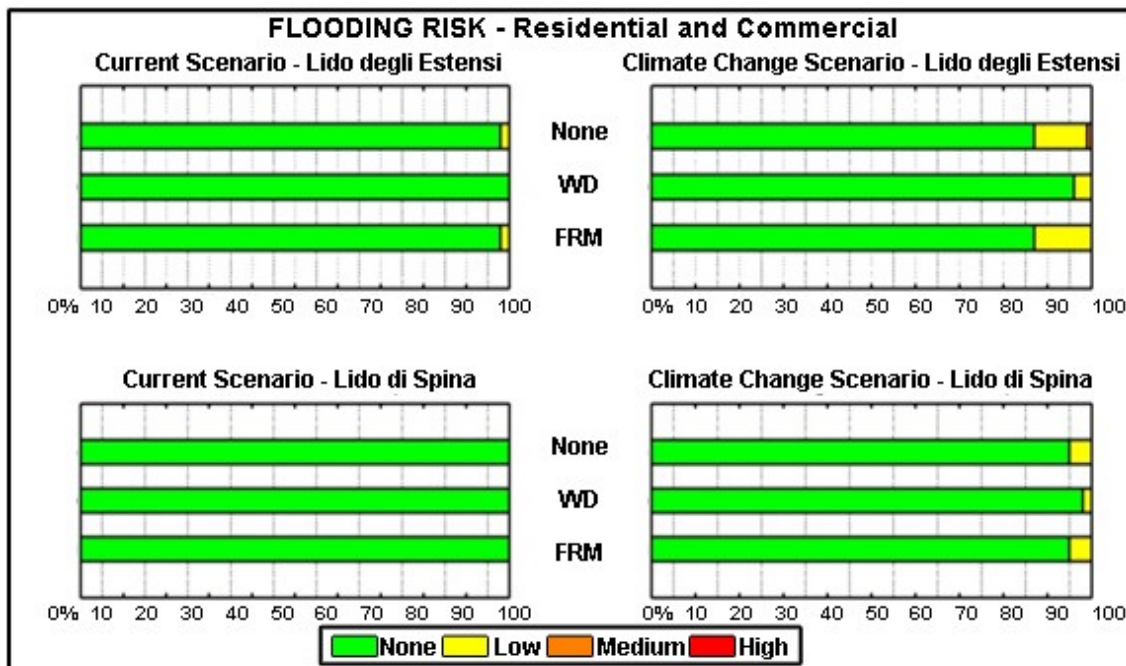 FLOODING RISK - Residential and Commercial
Current Scenario - Lido degli Estensi
Climate Change Scenario - Lido degli Estensi
None
WD
FRM
0% 10 20 30 40 50 60 70 80 90 100
0% 10 20 30 40 50 60 70 80 90 100
Current Scenario - Lido di Spina
Climate Change Scenario - Lido di Spina
None
WD
FRM
0% 10 20 30 40 50 60 70 80 90 100
0% 10 20 30 40 50 60 70 80 90 100
None Low Medium High